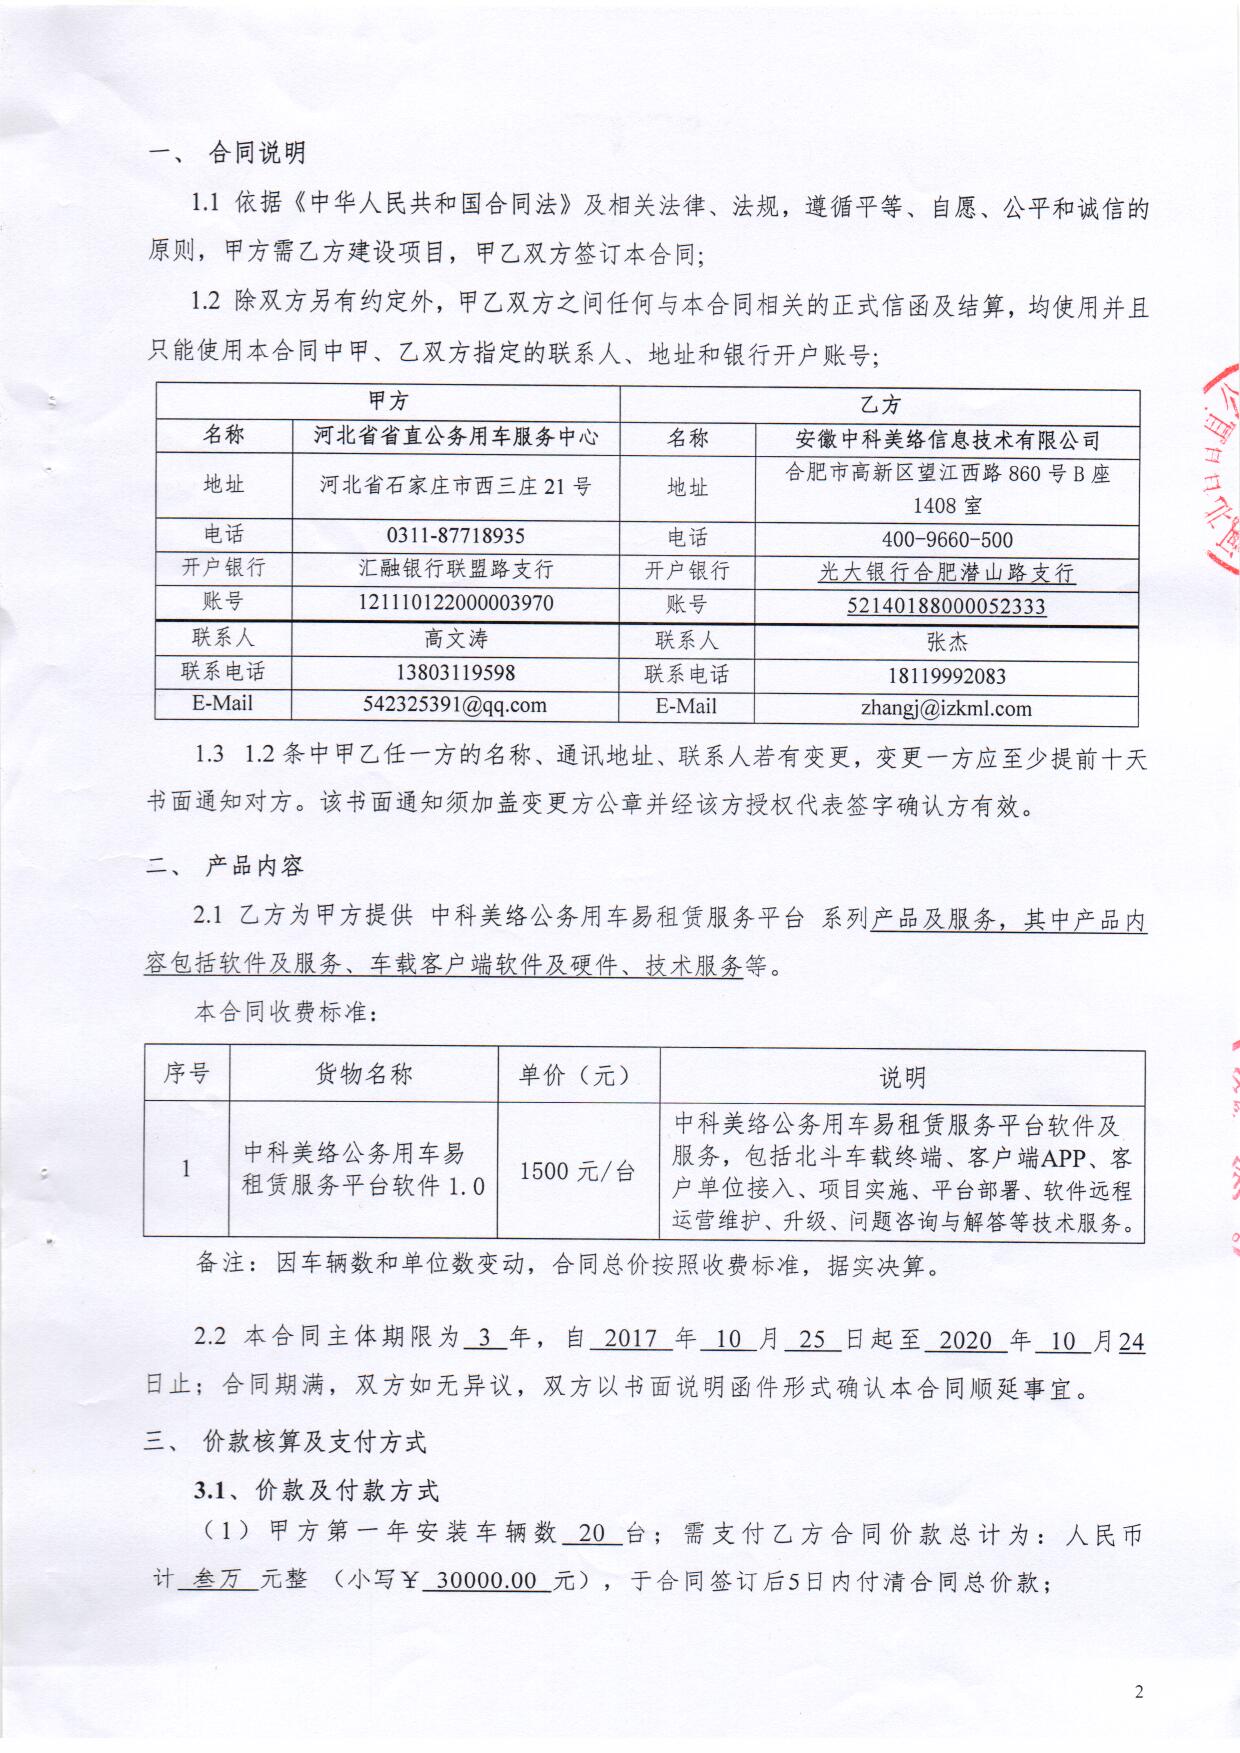 一、 合同说明
1.1 依据《中华人民共和国合同法》及相关法律、法规，遵循平等、自愿、公平和诚信的
原则，甲方需乙方建设项目，甲乙双方签订本合同;
1.2 除双方另有约定外，甲乙双方之间任何与本合同相关的正式信函及结算，均使用并且
只能使用本合同中甲、乙双方指定的联系人、地址和银行开户账号;
甲方 乙方
名称 河北省省直公务用车服务中心 名称 安徽中科美络信息技术有限公司
地址 河北省石家庄市西三庄 21 号 地址 合肥市高新区望江西路 860 号 B 座
1408 室
电话 0311-87718935 电话 400-9660-500
开户银行 汇融银行联盟路支行 开户银行 光大银行合肥潜山路支行
账号 121110122000003970 账号 52140188000052333
联系人 高文涛 联系人 张杰
联系电话 13803119598 联系电话 18119992083
E-Mail 542325391@qq.com E-Mail zhangj@izkml.com
1.3 1.2 条中甲乙任一方的名称、通讯地址、联系人若有变更，变更一方应至少提前十天
书面通知对方。该书面通知须加盖变更方公章并经该方授权代表签字确认方有效。
二、 产品内容
2.1 乙方为甲方提供 中科美络公务用车易租赁服务平台 系列产品及服务，其中产品内
容包括软件及服务、车载客户端软件及硬件、技术服务等。
本合同收费标准：
序号 货物名称 单价（元） 说明
1 中科美络公务用车易
租赁服务平台软件 1.0 1500 元/台 中科美络公务用车易租赁服务平台软件及
服务，包括北斗车载终端、客户端APP、客
户单位接入、项目实施、平台部署、软件远程
运营维护、升级、问题咨询与解答等技术服务。
备注：因车辆数和单位数变动，合同总价按照收费标准，据实决算。
2.2 本合同主体期限为 3 年，自 2017 年 10 月 25 日起至 2020 年 10 月24
日止；合同期满，双方如无异议，双方以书面说明函件形式确认本合同顺延事宜。
三、 价款核算及支付方式
3.1、价款及付款方式
（1）甲方第一年安装车辆数 20 台；需支付乙方合同价款总计为：人民币
计 叁万 元整 （小写￥ 30000.00 元），于合同签订后5日内付清合同总价款；
2